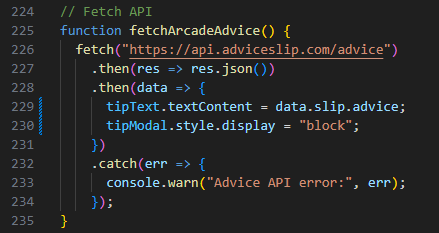 224 // Fetch API
225 function fetchArcadeAdvice() {
226   fetch("https://api.adviceslip.com/advice")
227     .then(res => res.json())
228     .then(data => {
229       tipText.textContent = data.slip.advice;
230       tipModal.style.display = "block";
231     })
232     .catch(err => {
233       console.warn("Advice API error:", err);
234     });
235 }